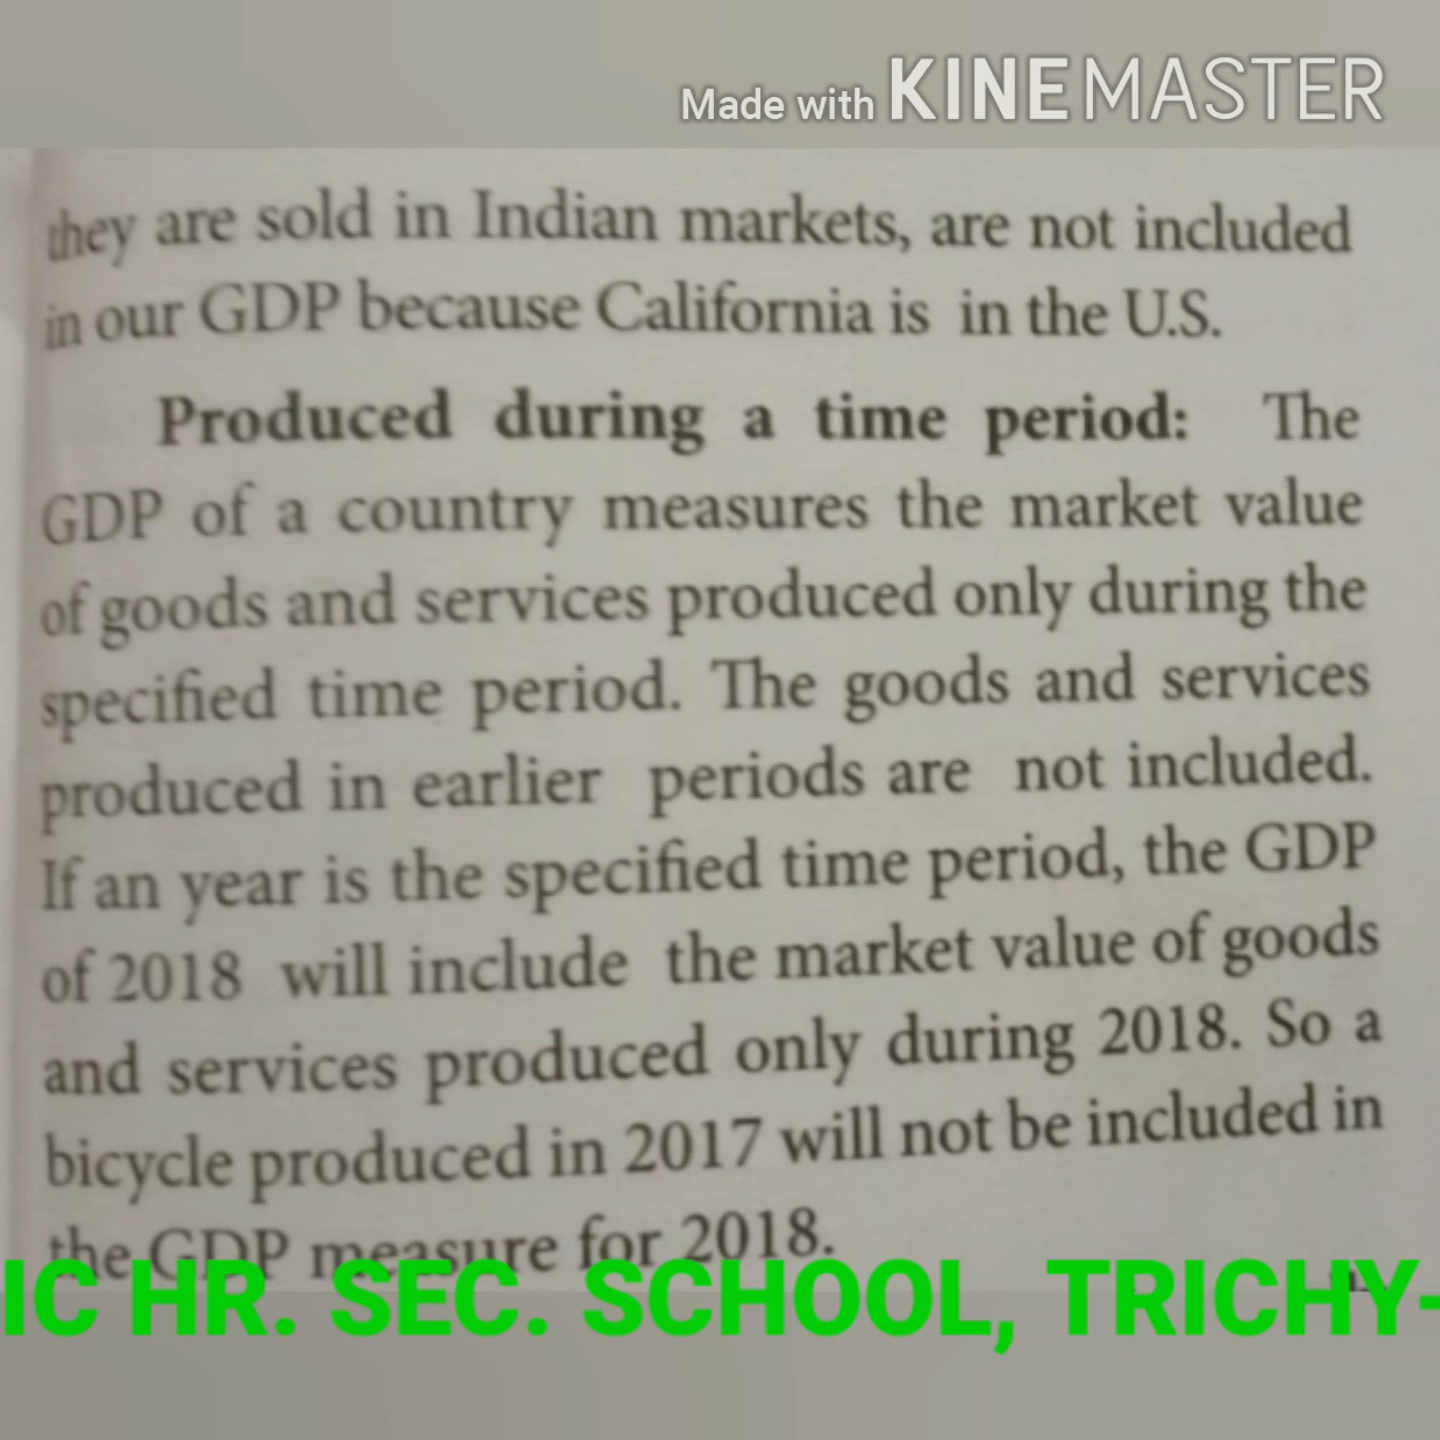 Made with KINEMASTER
they are sold in Indian markets, are not included
in our GDP because California is in the U.S.
Produced during a time period: The
GDP of a country measures the market value
of goods and services produced only during the
specified time period. The goods and services
produced in earlier periods are not included.
If an year is the specified time period, the GDP
of 2018 will include the market value of goods
and services produced only during 2018. So a
bicycle produced in 2017 will not be included in
the GDP measure for 2018.
IC HR. SEC. SCHOOL, TRICHY-